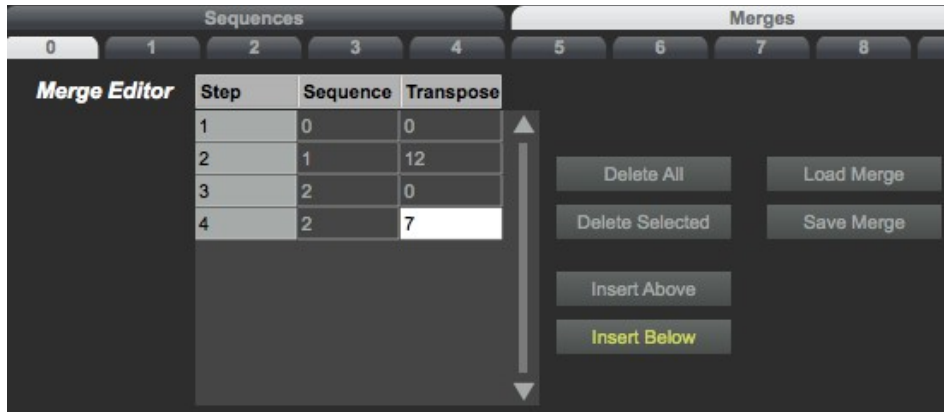 Sequences Merges
0 1 2 3 4 5 6 7 8
Merge Editor Step Sequence Transpose
1 0 0
2 1 12
3 2 0
4 2 7
Delete All Load Merge
Delete Selected Save Merge
Insert Above
Insert Below